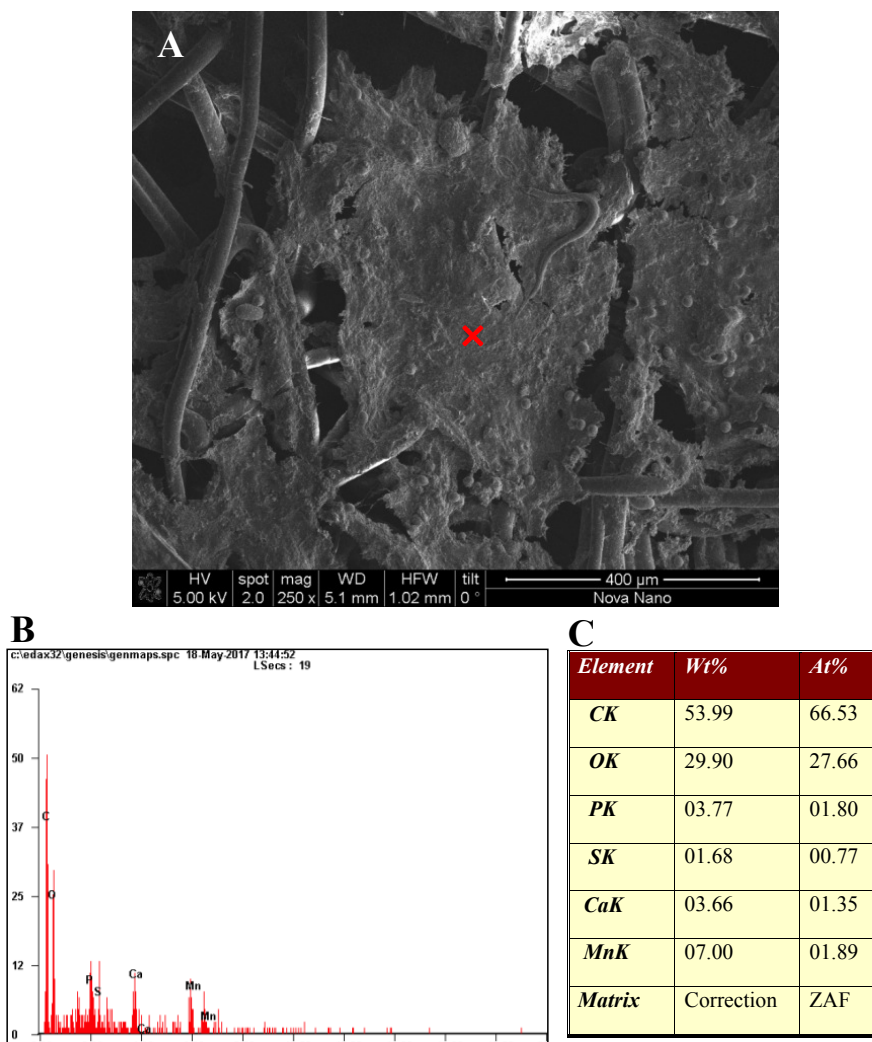 A
HV spot mag WD HFW tilt
5.00 kV 2.0 250 x 5.1 mm 1.02 mm 0 °
400 µm
Nova Nano
B
c:\edax32\genesis\genmaps.spc 18-May-2017 13:44:52
LSecs : 19
62
50
37
25
12
0
C
O
P
S
Ca
Ca
Mn
Mn
C
Element Wt% At%
CK 53.99 66.53
OK 29.90 27.66
PK 03.77 01.80
SK 01.68 00.77
CaK 03.66 01.35
MnK 07.00 01.89
Matrix Correction ZAF